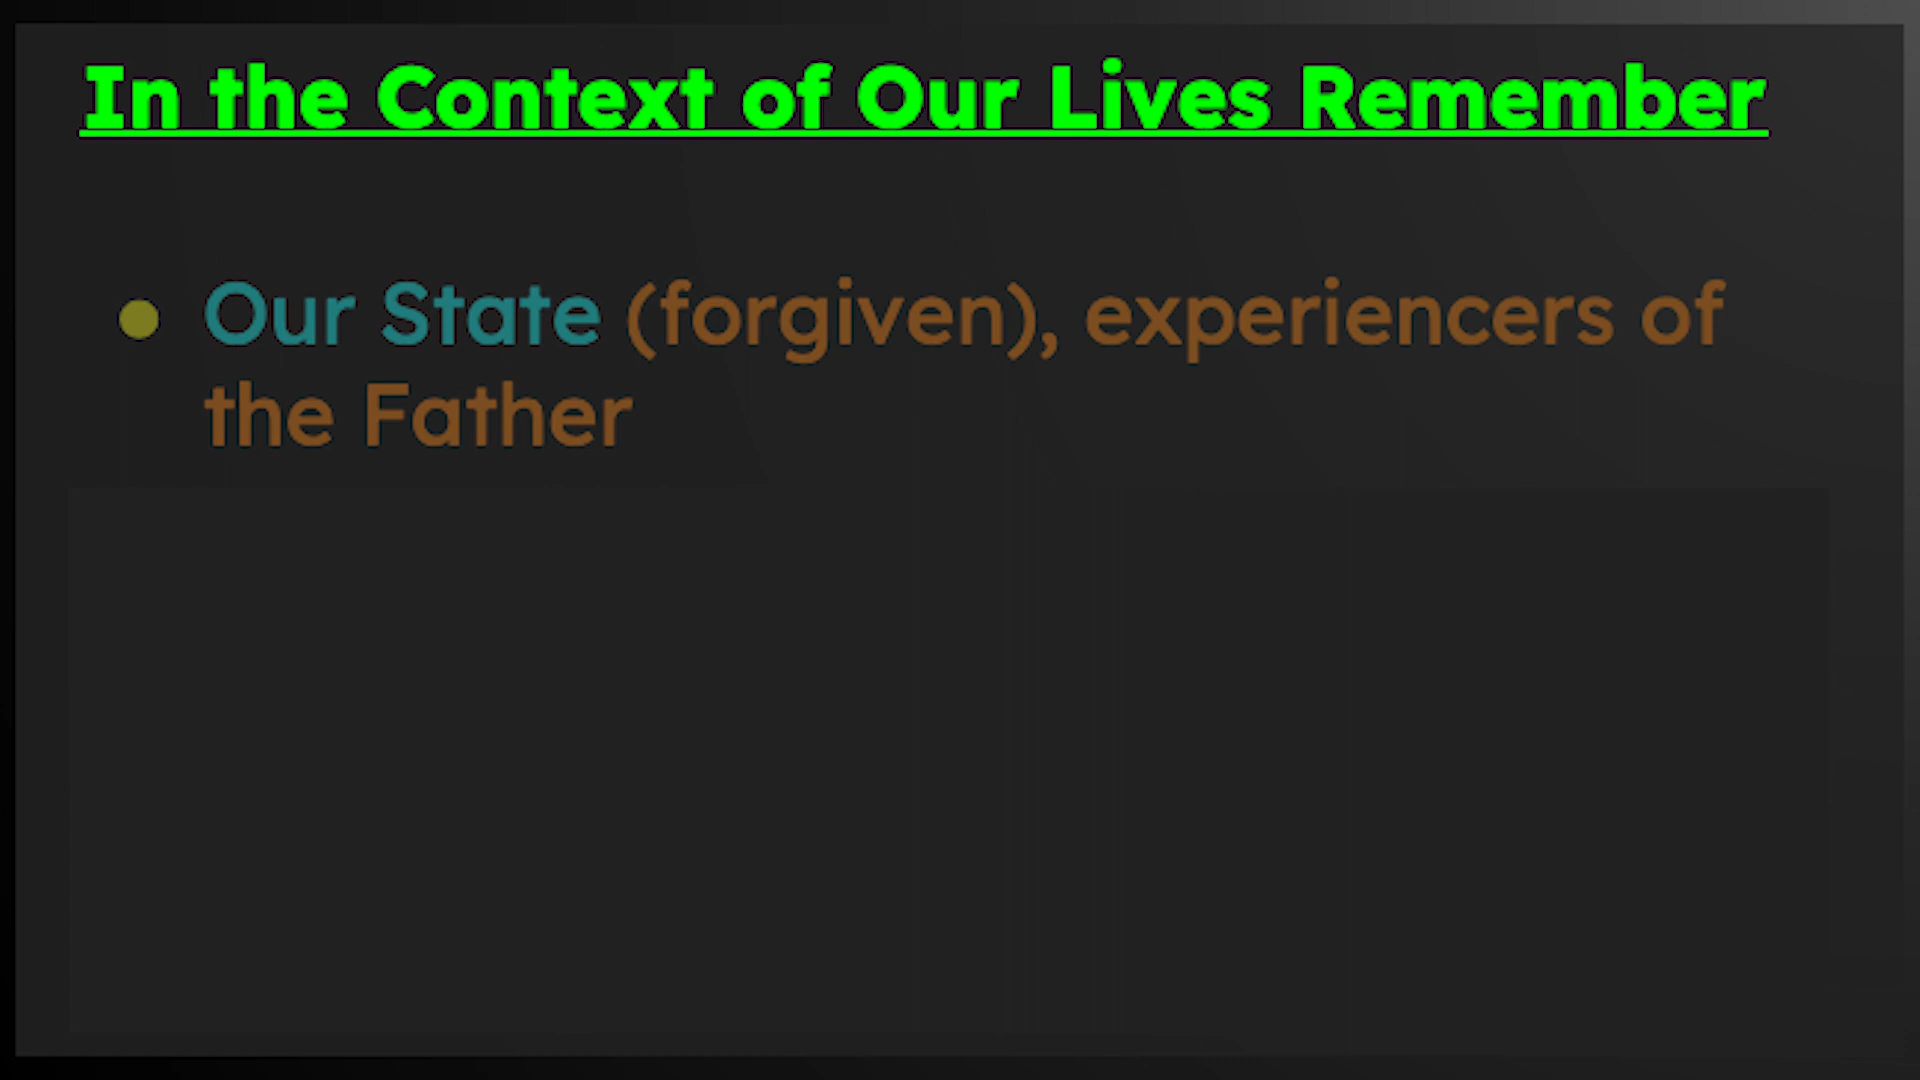 In the Context of Our Lives Remember
● Our State (forgiven), experiencers of
the Father